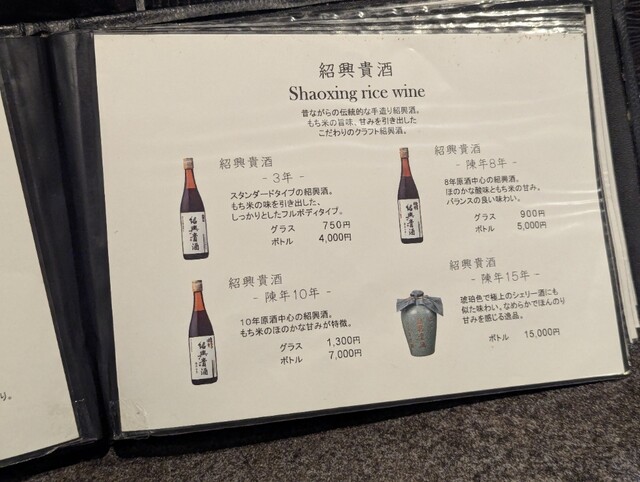 紹興貴酒
Shaoxing rice wine
昔ながらの伝統的な手造り紹興酒。
もち米の旨味、甘みを引き出した
こだわりのクラフト紹興酒。
紹興貴酒
- 3年 -
スタンダードタイプの紹興酒。
もち米の味を引き出した、
しっかりとしたフルボディタイプ。
グラス 750円
ボトル 4,000円
紹興貴酒
- 陳年8年 -
8年原酒中心の紹興酒。
ほのかな酸味ともち米の甘み、
バランスの良い味わい。
グラス 900円
ボトル 5,000円
紹興貴酒
- 陳年10年 -
10年原酒中心の紹興酒。
もち米のほのかな甘みが特徴。
グラス 1,300円
ボトル 7,000円
紹興貴酒
- 陳年15年 -
琥珀色で極上のシェリー酒にも
似た味わい、なめらかでほんのり
甘みを感じる逸品。
ボトル 15,000円
紹興貴酒
紹興貴酒
紹興貴酒
り。